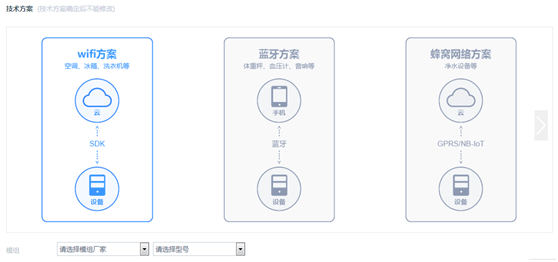 技术方案 (技术方案确定后不能修改)
wifi方案
空调、冰箱、洗衣机等
云
SDK
设备
蓝牙方案
体重秤、血压计、音响等
手机
蓝牙
设备
蜂窝网络方案
净水设备等
云
GPRS/NB-IoT
设备
模组 请选择模组厂家 请选择型号